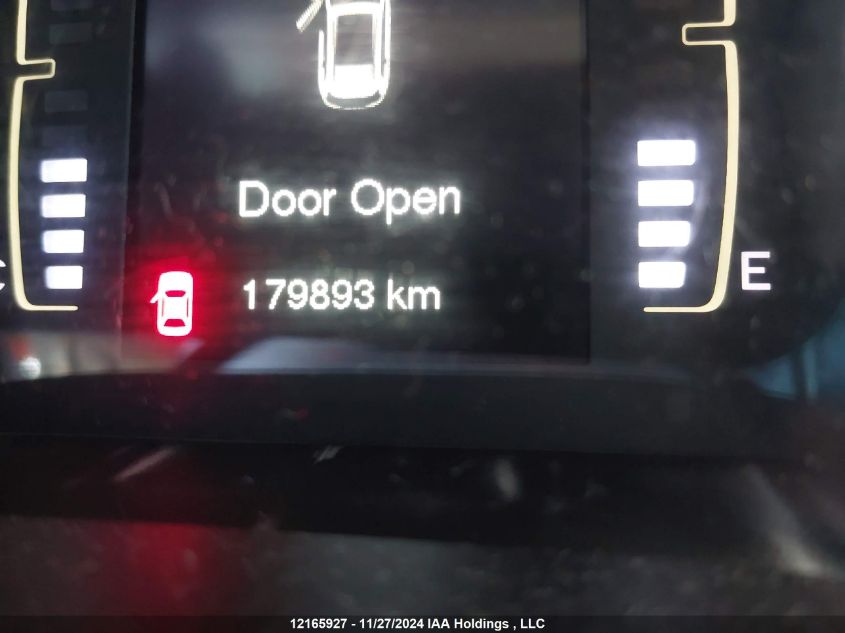 Door Open
179893 km
E
12165927 - 11/27/2024 IAA Holdings , LLC